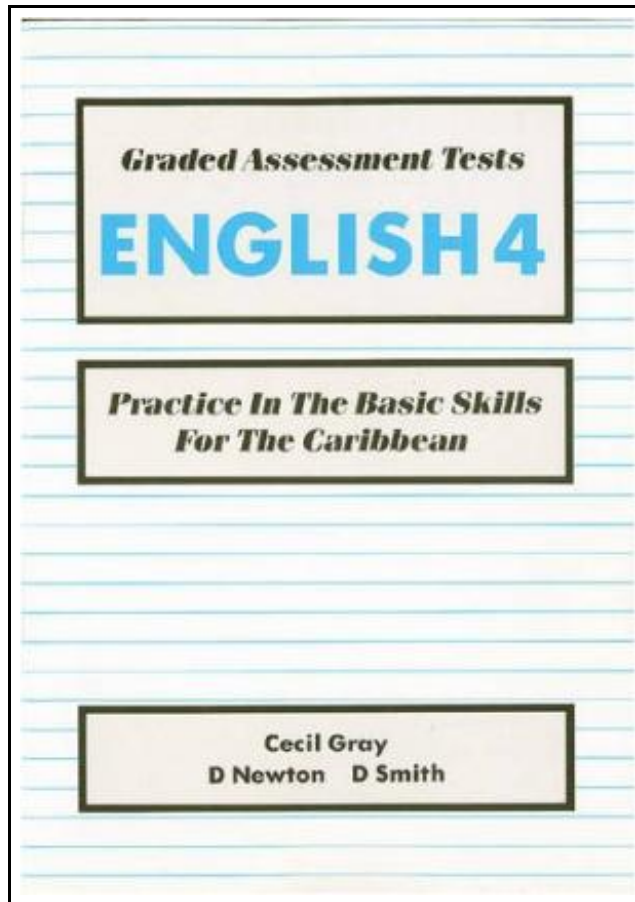 Graded Assessment Tests
ENGLISH 4
Practice In The Basic Skills
For The Caribbean
Cecil Gray
D Newton D Smith